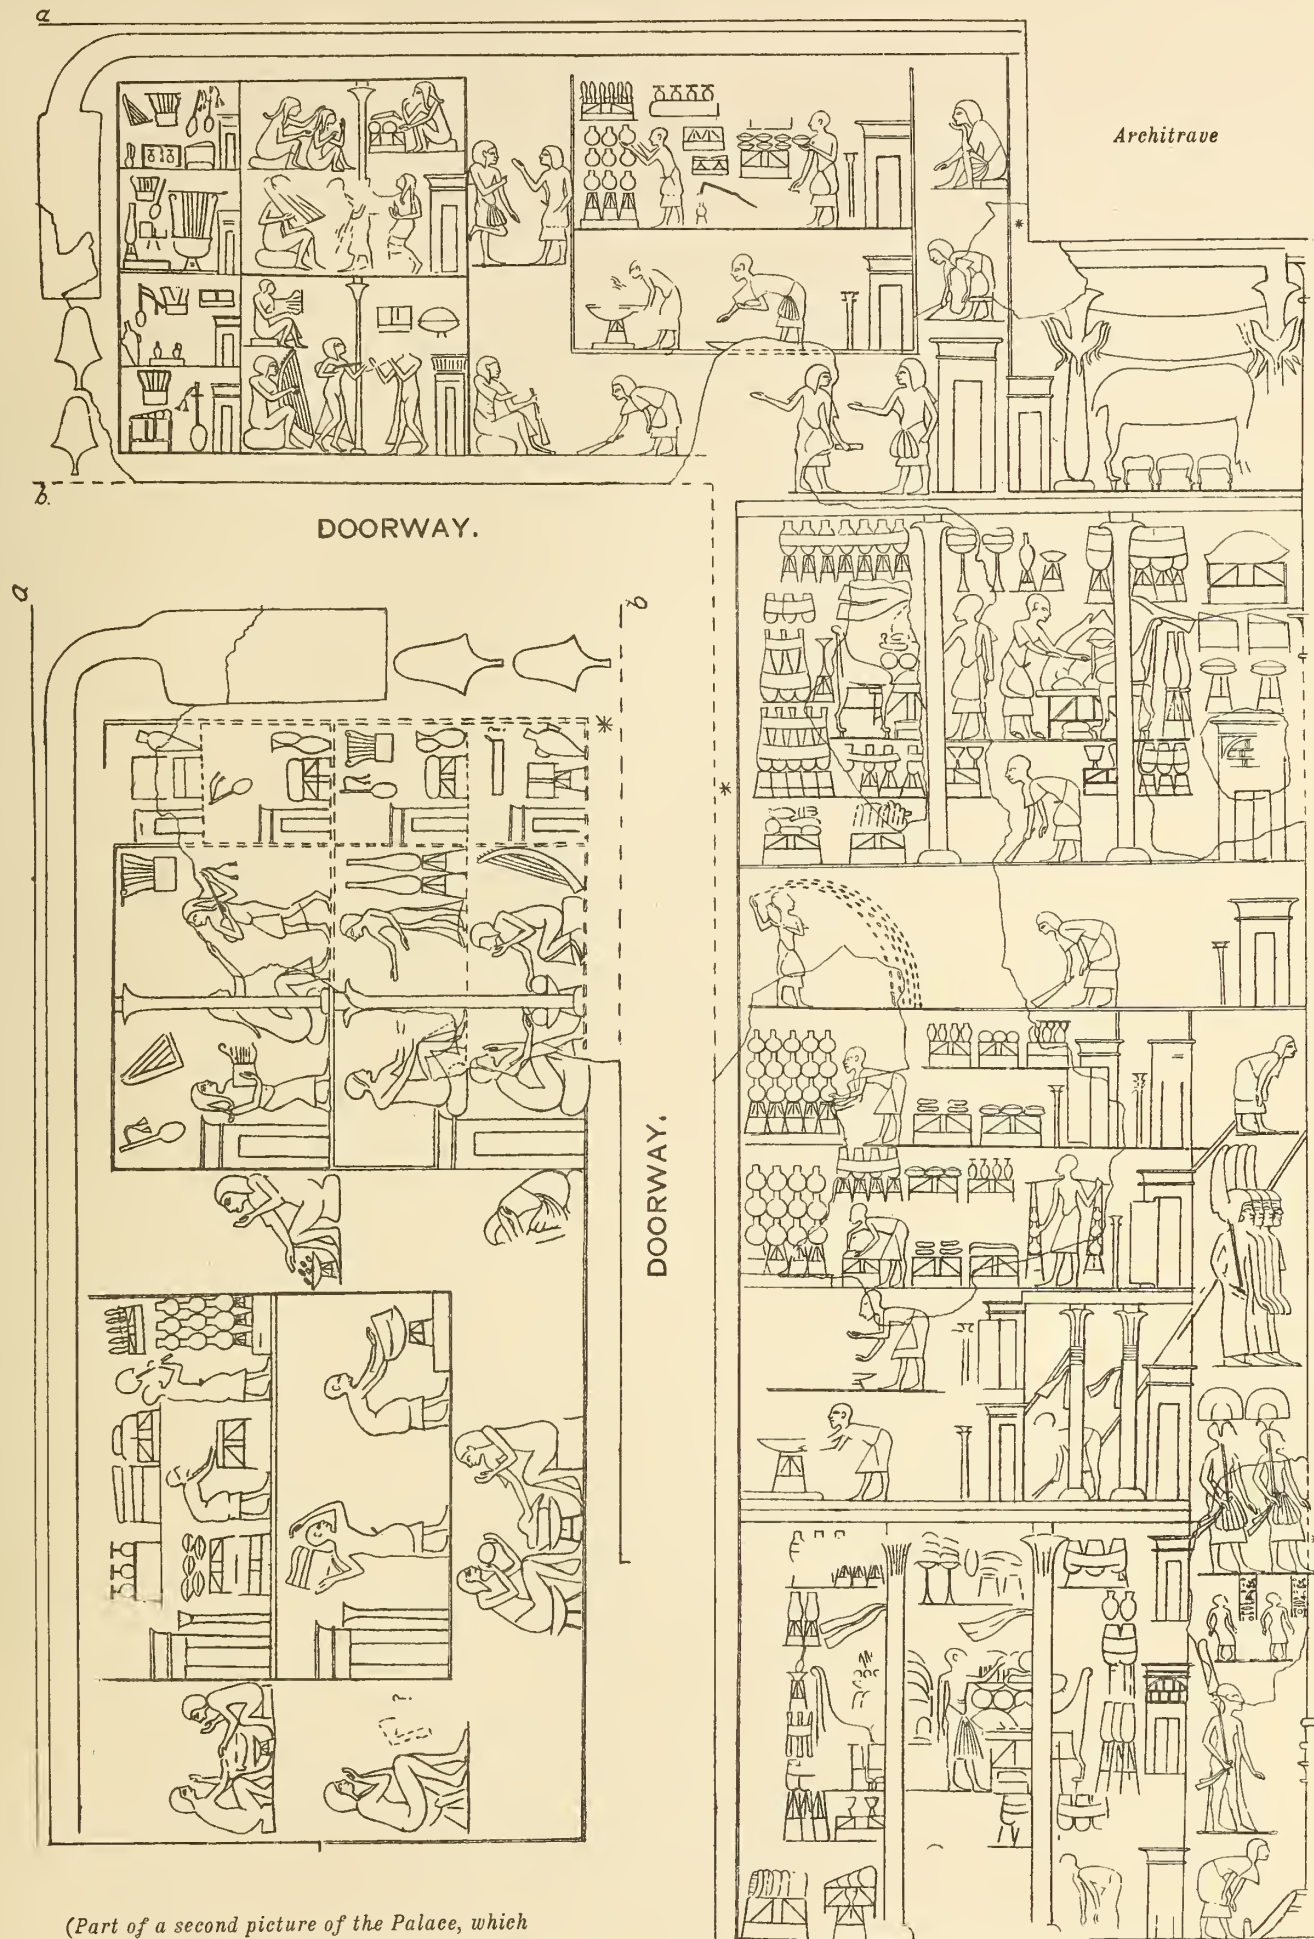 a
Architrave
b.
DOORWAY.
a
b
DOORWAY.
(Part of a second picture of the Palace, which